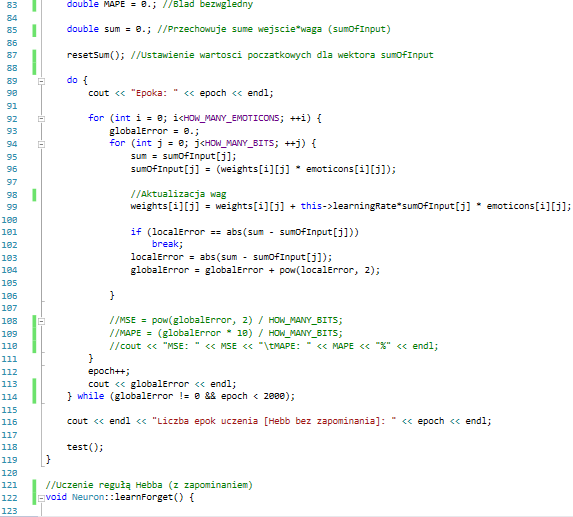 83 double MAPE = 0.; //Blad bezwgledny
84
85 double sum = 0.; //Przechowuje sume wejscie*waga (sumOfInput)
86
87 resetSum(); //Ustawienie wartosci poczatkowych dla wektora sumOfInput
88
89 do {
90 cout << "Epoka: " << epoch << endl;
91
92 for (int i = 0; i<HOW_MANY_EMOTICONS; ++i) {
93 globalError = 0.;
94 for (int j = 0; j<HOW_MANY_BITS; ++j) {
95 sum = sumOfInput[j];
96 sumOfInput[j] = (weights[i][j] * emoticons[i][j]);
97
98 //Aktualizacja wag
99 weights[i][j] = weights[i][j] + this->learningRate*sumOfInput[j] * emoticons[i][j];
100
101 if (localError == abs(sum - sumOfInput[j]))
102 break;
103 localError = abs(sum - sumOfInput[j]);
104 globalError = globalError + pow(localError, 2);
105
106 }
107
108 //MSE = pow(globalError, 2) / HOW_MANY_BITS;
109 //MAPE = (globalError * 10) / HOW_MANY_BITS;
110 //cout << "MSE: " << MSE << "\tMAPE: " << MAPE << "%" << endl;
111 }
112 epoch++;
113 cout << globalError << endl;
114 } while (globalError != 0 && epoch < 2000);
115
116 cout << endl << "Liczba epok uczenia [Hebb bez zapominania]: " << epoch << endl;
117
118 test();
119 }
120
121 //Uczenie regułą Hebba (z zapominaniem)
122 void Neuron::learnForget() {
123